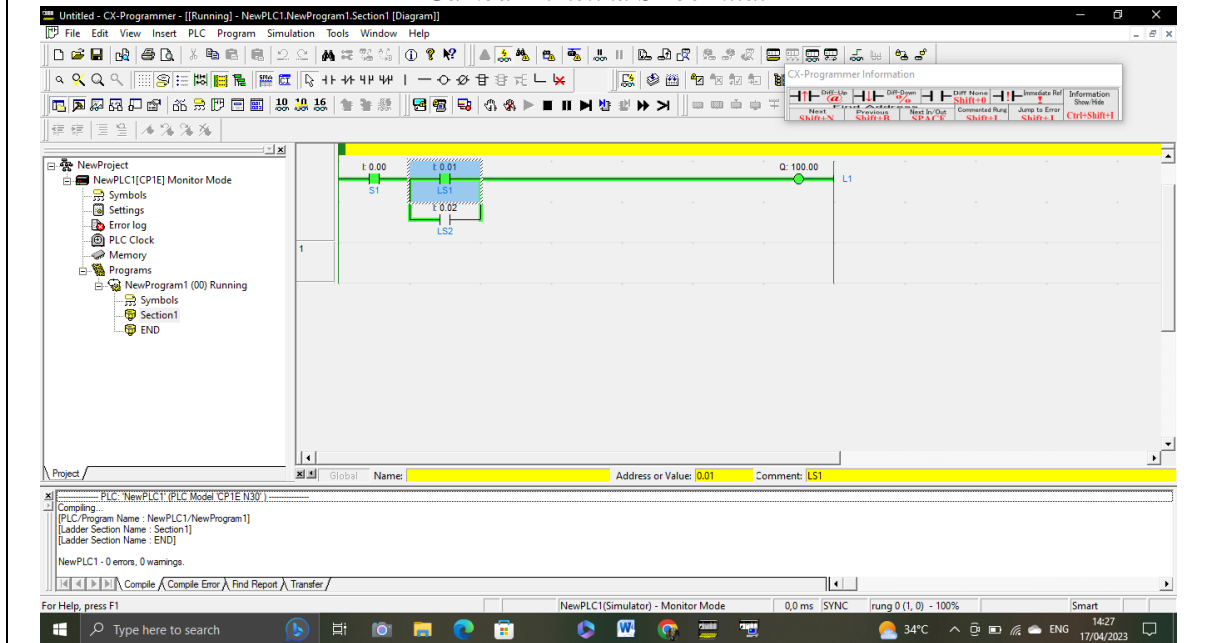 Untitled - CX-Programmer - [[Running] - NewPLC1.NewProgram1.Section1 [Diagram]]
File Edit View Insert PLC Program Simulation Tools Window Help
CX-Programmer Information
Diff-Up Diff-Down Diff None Immediate Ref Information
@ % Shift+0 ! Show/Hide
Next Previous Next In/Out Commented Rung Jump to Error Ctrl+Shift+I
Shift+N Shift+B SPACE Shift+L Shift+J
10 10 16
NewProject
NewPLC1[CP1E] Monitor Mode
Symbols
Settings
Error log
PLC Clock
Memory
Programs
NewProgram1 (00) Running
Symbols
Section1
END
I: 0.00 I: 0.01 Q: 100.00
S1 LS1 L1
I: 0.02
LS2
1
Project
Global Name: Address or Value: 0.01 Comment: LS1
PLC: 'NewPLC1' (PLC Model 'CP1E N30')
Compiling...
[PLC/Program Name : NewPLC1/NewProgram1]
[Ladder Section Name : Section1]
[Ladder Section Name : END]
NewPLC1 - 0 errors, 0 warnings.
Compile Compile Error Find Report Transfer
For Help, press F1 NewPLC1(Simulator) - Monitor Mode 0,0 ms SYNC rung 0 (1, 0) - 100% Smart
Type here to search 34°C ENG 14:27
17/04/2023